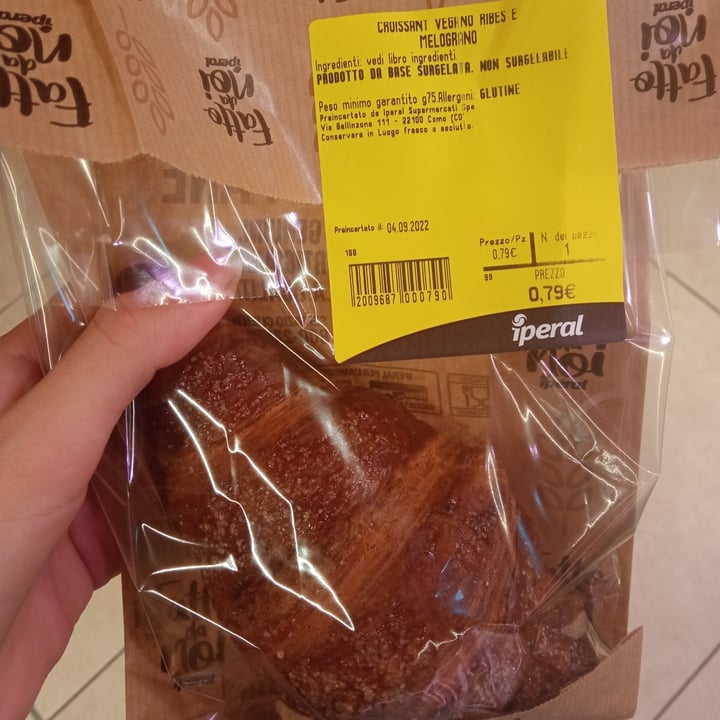 Fatto
da
noi
iperal
CROISSANT VEGANO RIBES E
MELOGRANO
Ingredienti: vedi libro ingredienti.
PRODOTTO DA BASE SURGELATA. NON SURGELABILE
Peso minimo garantito g75.Allergeni: GLUTINE
Preincartato da Iperal Supermercati Spa
Via Bellinzona 111 - 22100 Como (CO)
Conservare in luogo fresco e asciutto.
Preincartato il: 04.09.2022
Prezzo/Pz N. dei pezzi
0.79€ 1
188
99 PREZZO
0,79€
2009687 000790
iperal